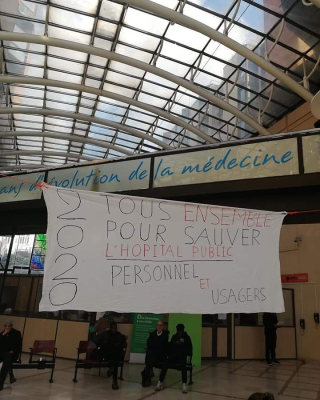 ans d'évolution de la médecine
2020
TOUS ENSEMBLE
POUR SAUVER
L'HOPITAL PUBLIC
PERSONNEL
ET
USAGERS